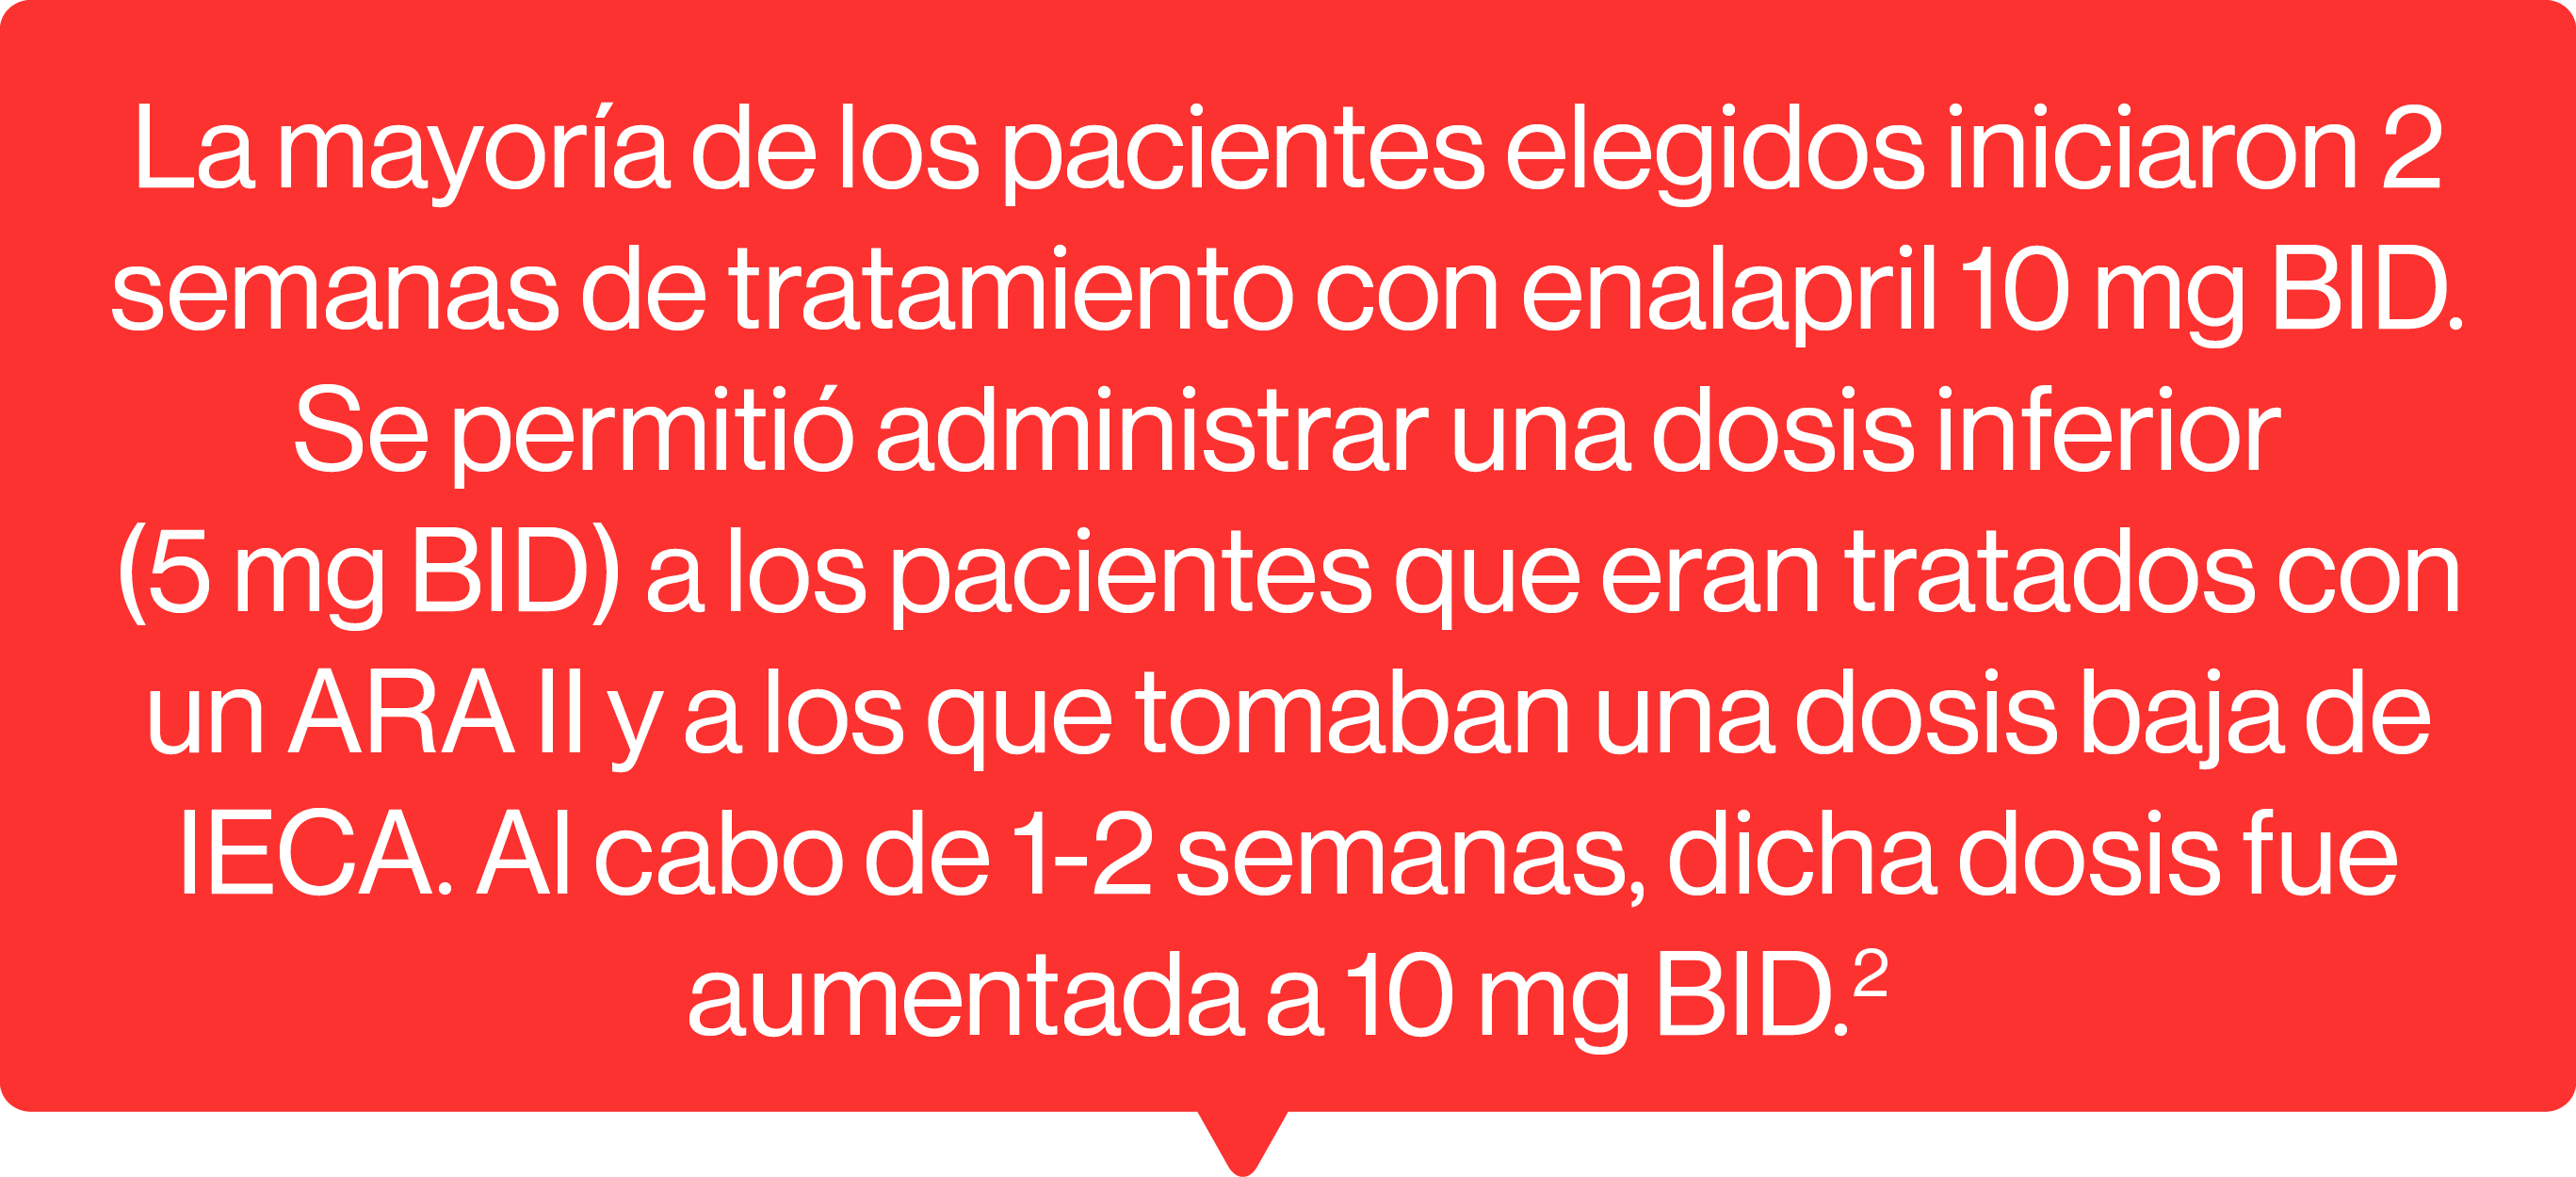 La mayoría de los pacientes elegidos iniciaron 2
semanas de tratamiento con enalapril 10 mg BID.
Se permitió administrar una dosis inferior
(5 mg BID) a los pacientes que eran tratados con
un ARA II y a los que tomaban una dosis baja de
IECA. Al cabo de 1-2 semanas, dicha dosis fue
aumentada a 10 mg BID.²